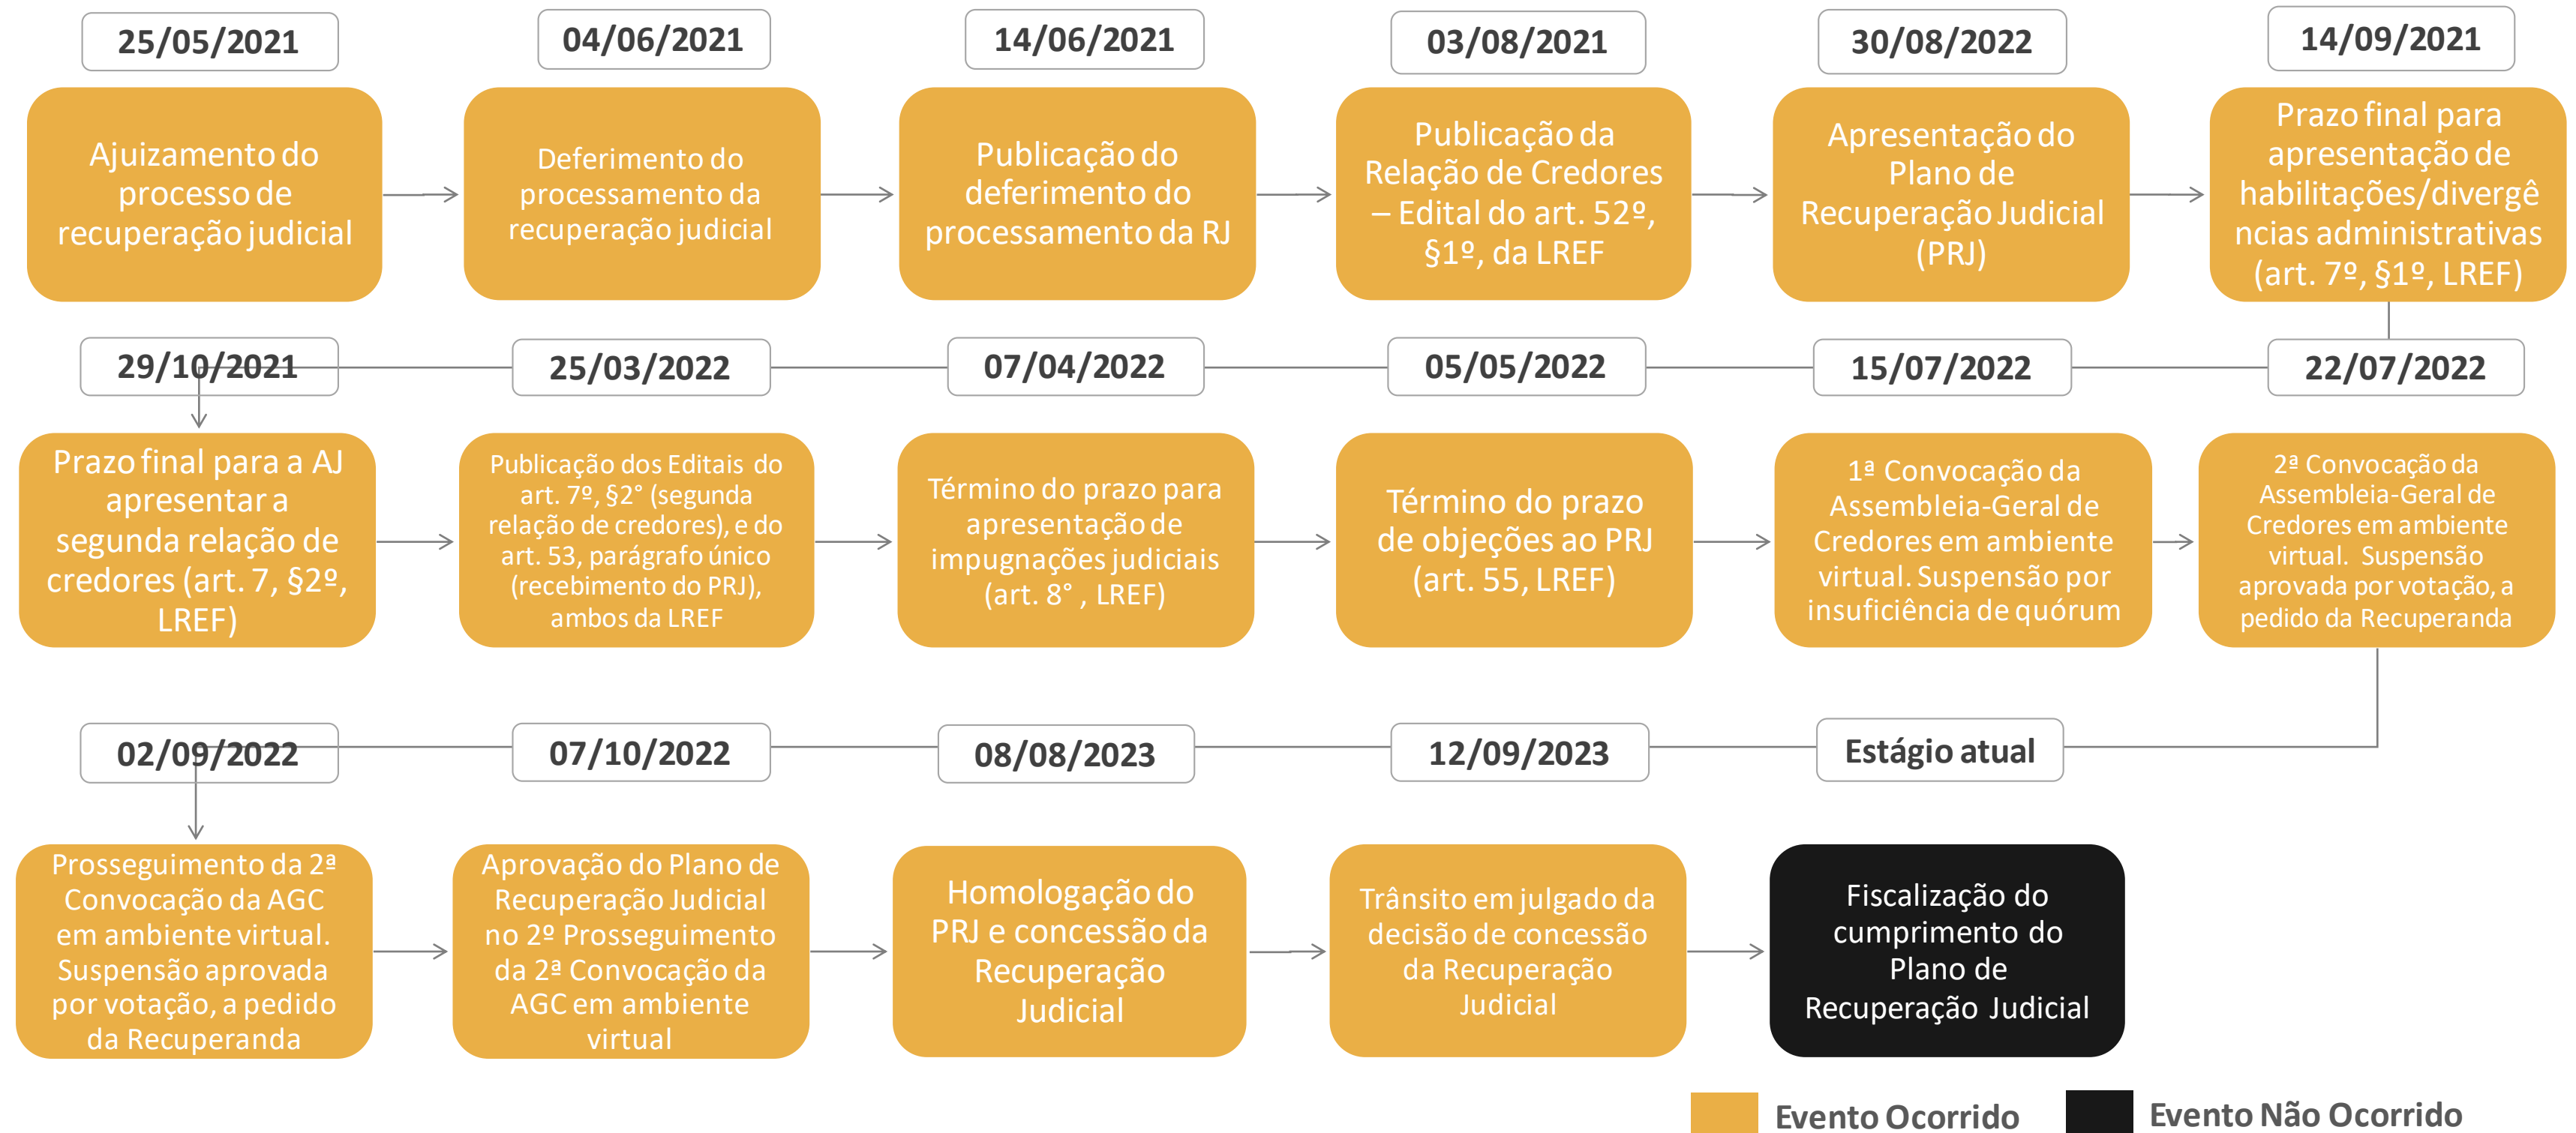 25/05/2021
04/06/2021
14/06/2021
03/08/2021
30/08/2022
14/09/2021
Ajuizamento do
processo de
recuperação judicial
Deferimento do
processamento da
recuperação judicial
Publicação do
deferimento do
processamento da RJ
Publicação da
Relação de Credores
– Edital do art. 52º,
§1º, da LREF
Apresentação do
Plano de
Recuperação Judicial
(PRJ)
Prazo final para
apresentação de
habilitações/divergê
ncias administrativas
(art. 7º, §1º, LREF)
29/10/2021
25/03/2022
07/04/2022
05/05/2022
15/07/2022
22/07/2022
Prazo final para a AJ
apresentar a
segunda relação de
credores (art. 7, §2º,
LREF)
Publicação dos Editais do
art. 7º, §2° (segunda
relação de credores), e do
art. 53, parágrafo único
(recebimento do PRJ),
ambos da LREF
Término do prazo para
apresentação de
impugnações judiciais
(art. 8° , LREF)
Término do prazo
de objeções ao PRJ
(art. 55, LREF)
1ª Convocação da
Assembleia-Geral de
Credores em ambiente
virtual. Suspensão por
insuficiência de quórum
2ª Convocação da
Assembleia-Geral de
Credores em ambiente
virtual. Suspensão
aprovada por votação, a
pedido da Recuperanda
02/09/2022
07/10/2022
08/08/2023
12/09/2023
Estágio atual
Prosseguimento da 2ª
Convocação da AGC
em ambiente virtual.
Suspensão aprovada
por votação, a pedido
da Recuperanda
Aprovação do Plano de
Recuperação Judicial
no 2º Prosseguimento
da 2ª Convocação da
AGC em ambiente
virtual
Homologação do
PRJ e concessão da
Recuperação
Judicial
Trânsito em julgado da
decisão de concessão
da Recuperação
Judicial
Fiscalização do
cumprimento do
Plano de
Recuperação Judicial
Evento Ocorrido
Evento Não Ocorrido